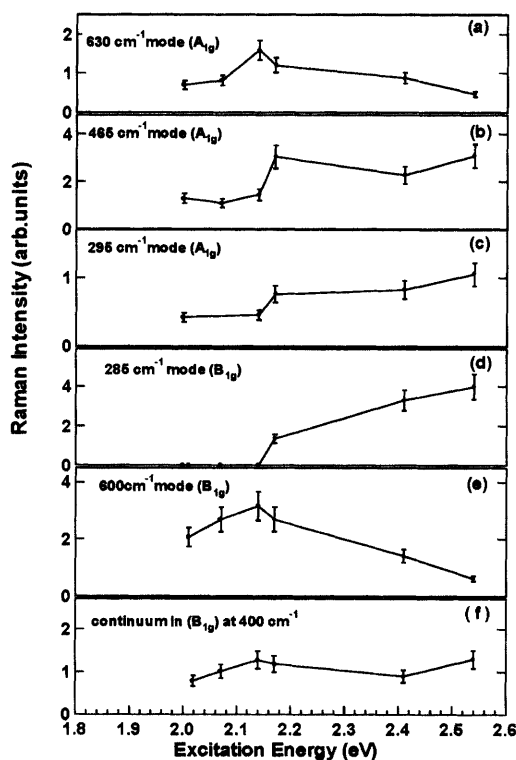 (a)
630 cm⁻¹ mode (A1g)
2
1
0
(b)
465 cm⁻¹ mode (A1g)
4
2
0
(c)
295 cm⁻¹ mode (A1g)
1
0
(d)
285 cm⁻¹ mode (B1g)
4
2
0
(e)
600cm⁻¹ mode (B1g)
4
2
0
(f)
continuum in (B1g) at 400 cm⁻¹
2
1
0
1.8 1.9 2.0 2.1 2.2 2.3 2.4 2.5 2.6
Excitation Energy (eV)
Raman Intensity (arb.units)